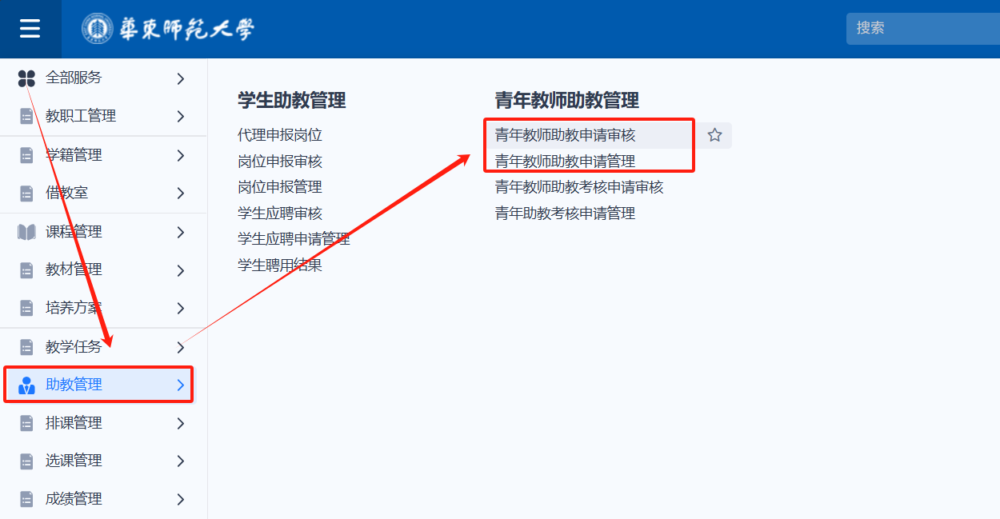 華東師範大學
搜索
全部服务
教职工管理
学籍管理
借教室
课程管理
教材管理
培养方案
教学任务
助教管理
排课管理
选课管理
成绩管理
学生助教管理
代理申报岗位
岗位申报审核
岗位申报管理
学生应聘审核
学生应聘申请管理
学生聘用结果
青年教师助教管理
青年教师助教申请审核
青年教师助教申请管理
青年教师助教考核申请审核
青年助教考核申请管理